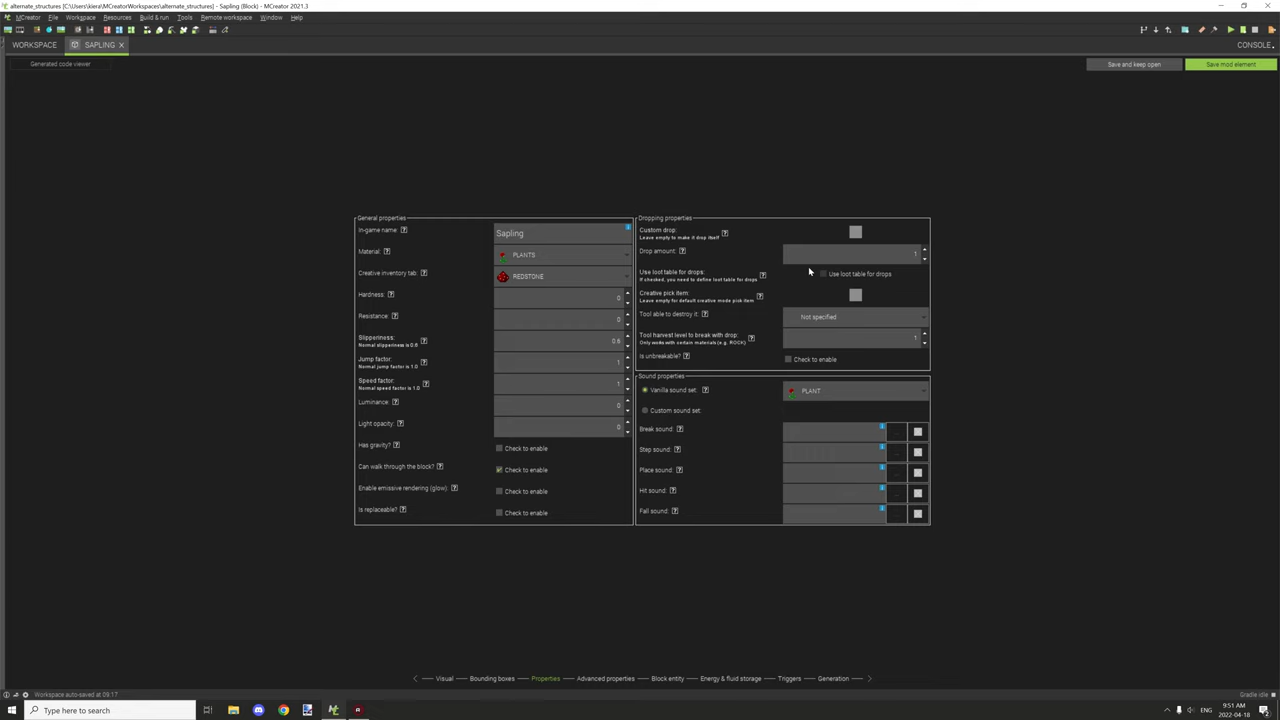 alternate_structures [C:\Users\kiera\MCreatorWorkspaces\alternate_structures] - Sapling (Block) - MCreator 2021.3
MCreator File Workspace Resources Build & run Tools Remote workspace Window Help
WORKSPACE SAPLING CONSOLE
Generated code viewer Save and keep open Save mod element
General properties
In-game name: ? Sapling
Material: ? PLANTS
Creative inventory tab: ? REDSTONE
Hardness: ? 0
Resistance: ? 0
Slipperiness: ? 0.6
Normal slipperiness is 0.6
Jump factor: ? 1
Normal jump factor is 1.0
Speed factor: ? 1
Normal speed factor is 1.0
Luminance: ? 0
Light opacity: ? 0
Has gravity? ? Check to enable
Can walk through the block? ? Check to enable
Enable emissive rendering (glow): ? Check to enable
Is replaceable? ? Check to enable
Dropping properties
Custom drop: ?
Leave empty to make it drop itself
Drop amount: ? 1
Use loot table for drops: ? Use loot table for drops
If checked, you need to define loot table for drops
Creative pick item: ?
Leave empty for default creative mode pick item
Tool able to destroy it: ? Not specified
Tool harvest level to break with drop: ? 1
Only works with certain materials (e.g. ROCK)
Is unbreakable? ? Check to enable
Sound properties
Vanilla sound set: ? PLANT
Custom sound set:
Break sound: ? ...
Step sound: ? ...
Place sound: ? ...
Hit sound: ? ...
Fall sound: ? ...
Visual Bounding boxes Properties Advanced properties Block entity Energy & fluid storage Triggers Generation
Workspace auto-saved at 09:17 Gradle idle
Type here to search ENG 9:51 AM
2022-04-18